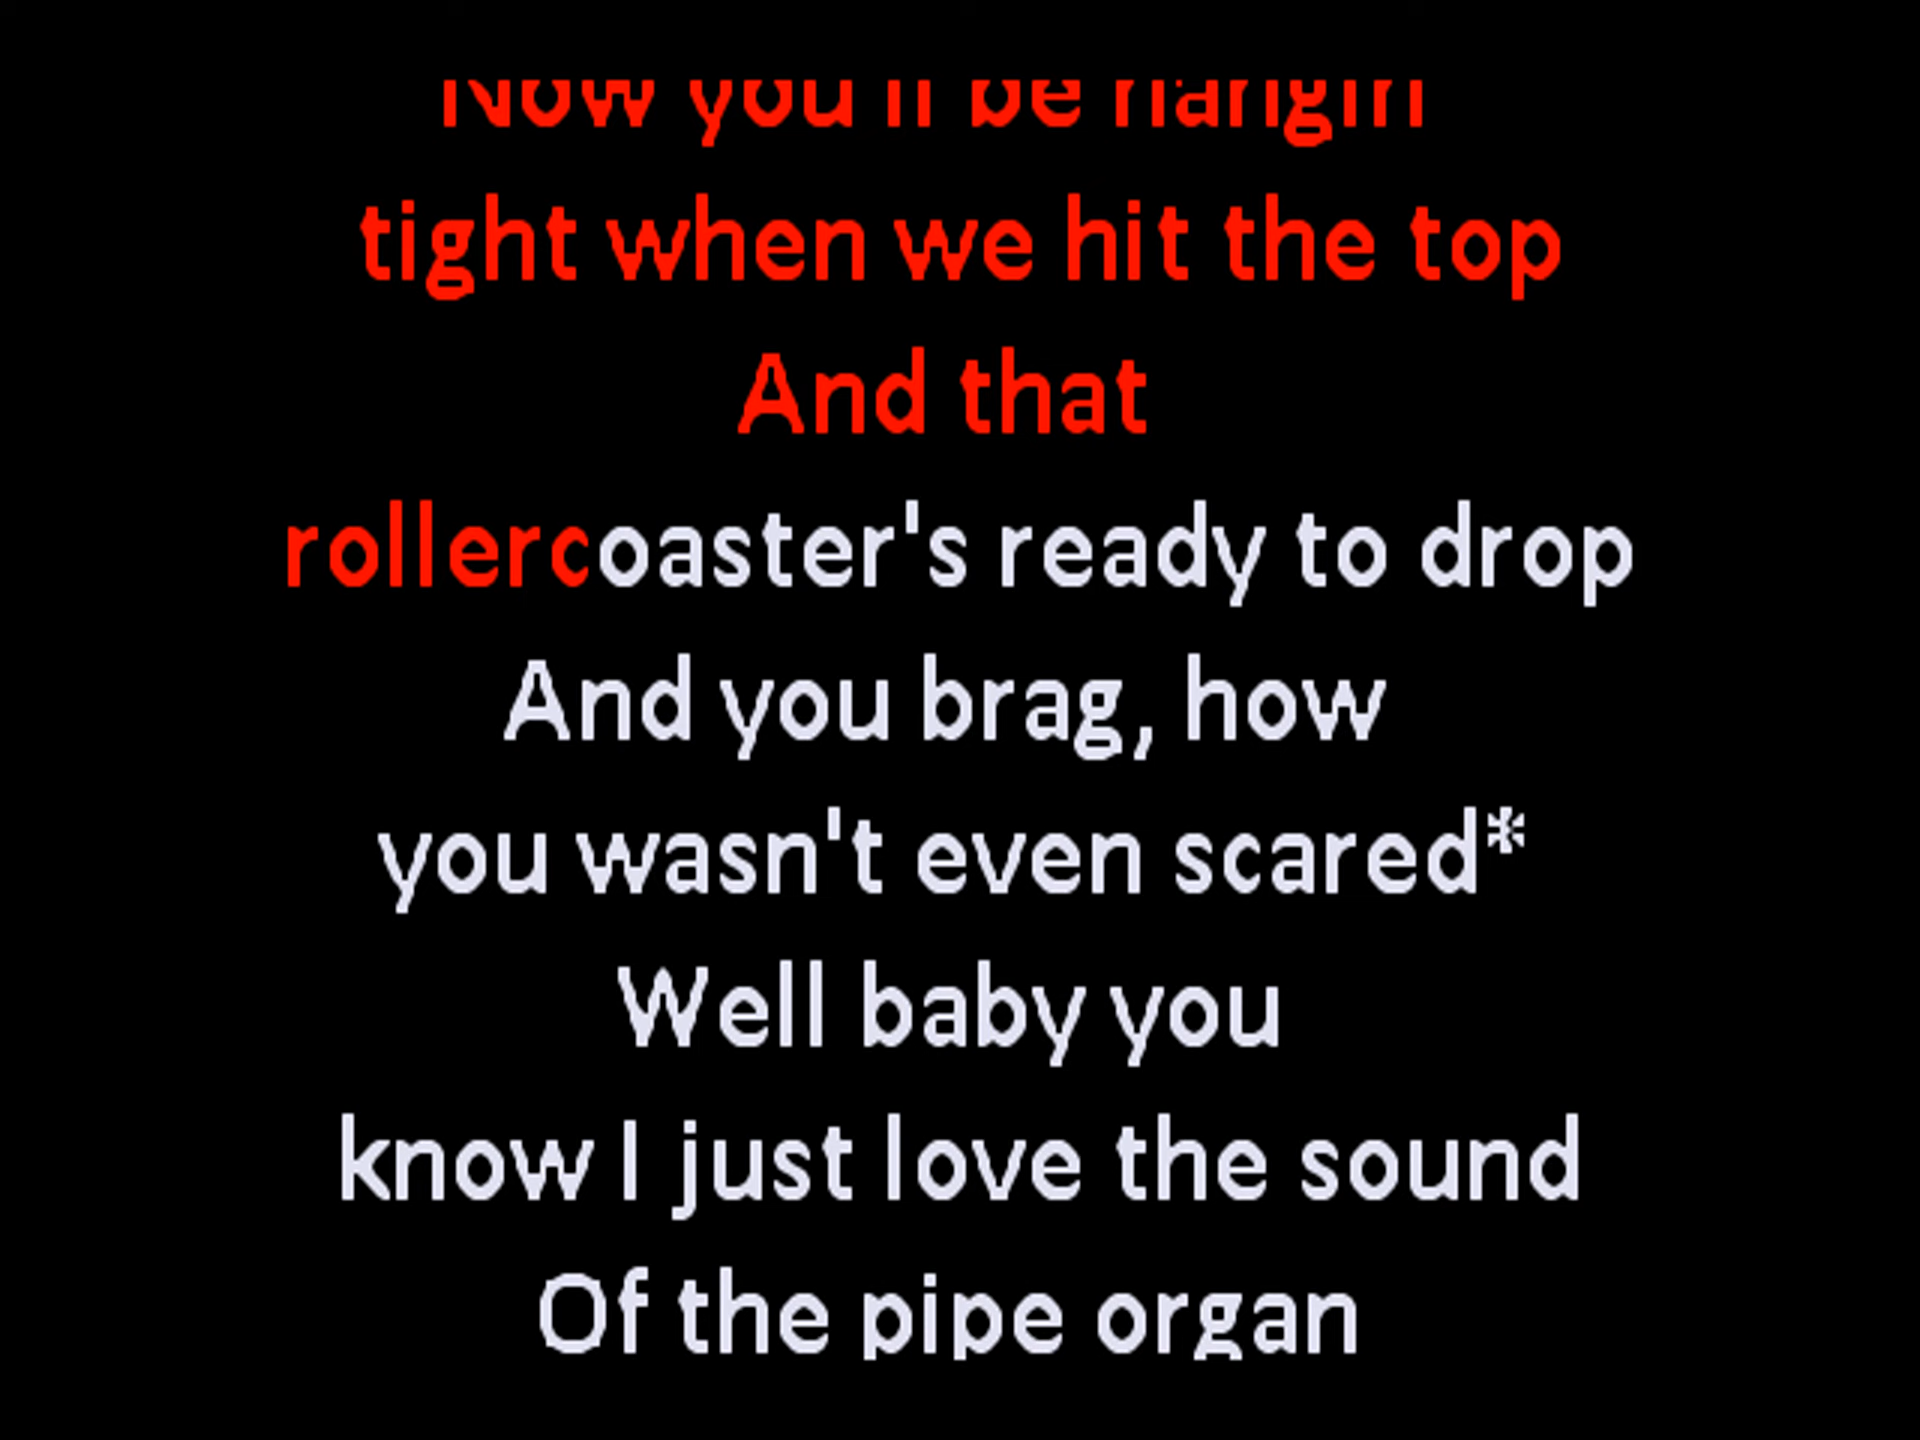 Now you'll be hangin
tight when we hit the top
And that
rollercoaster's ready to drop
And you brag, how
you wasn't even scared*
Well baby you
know I just love the sound
Of the pipe organ